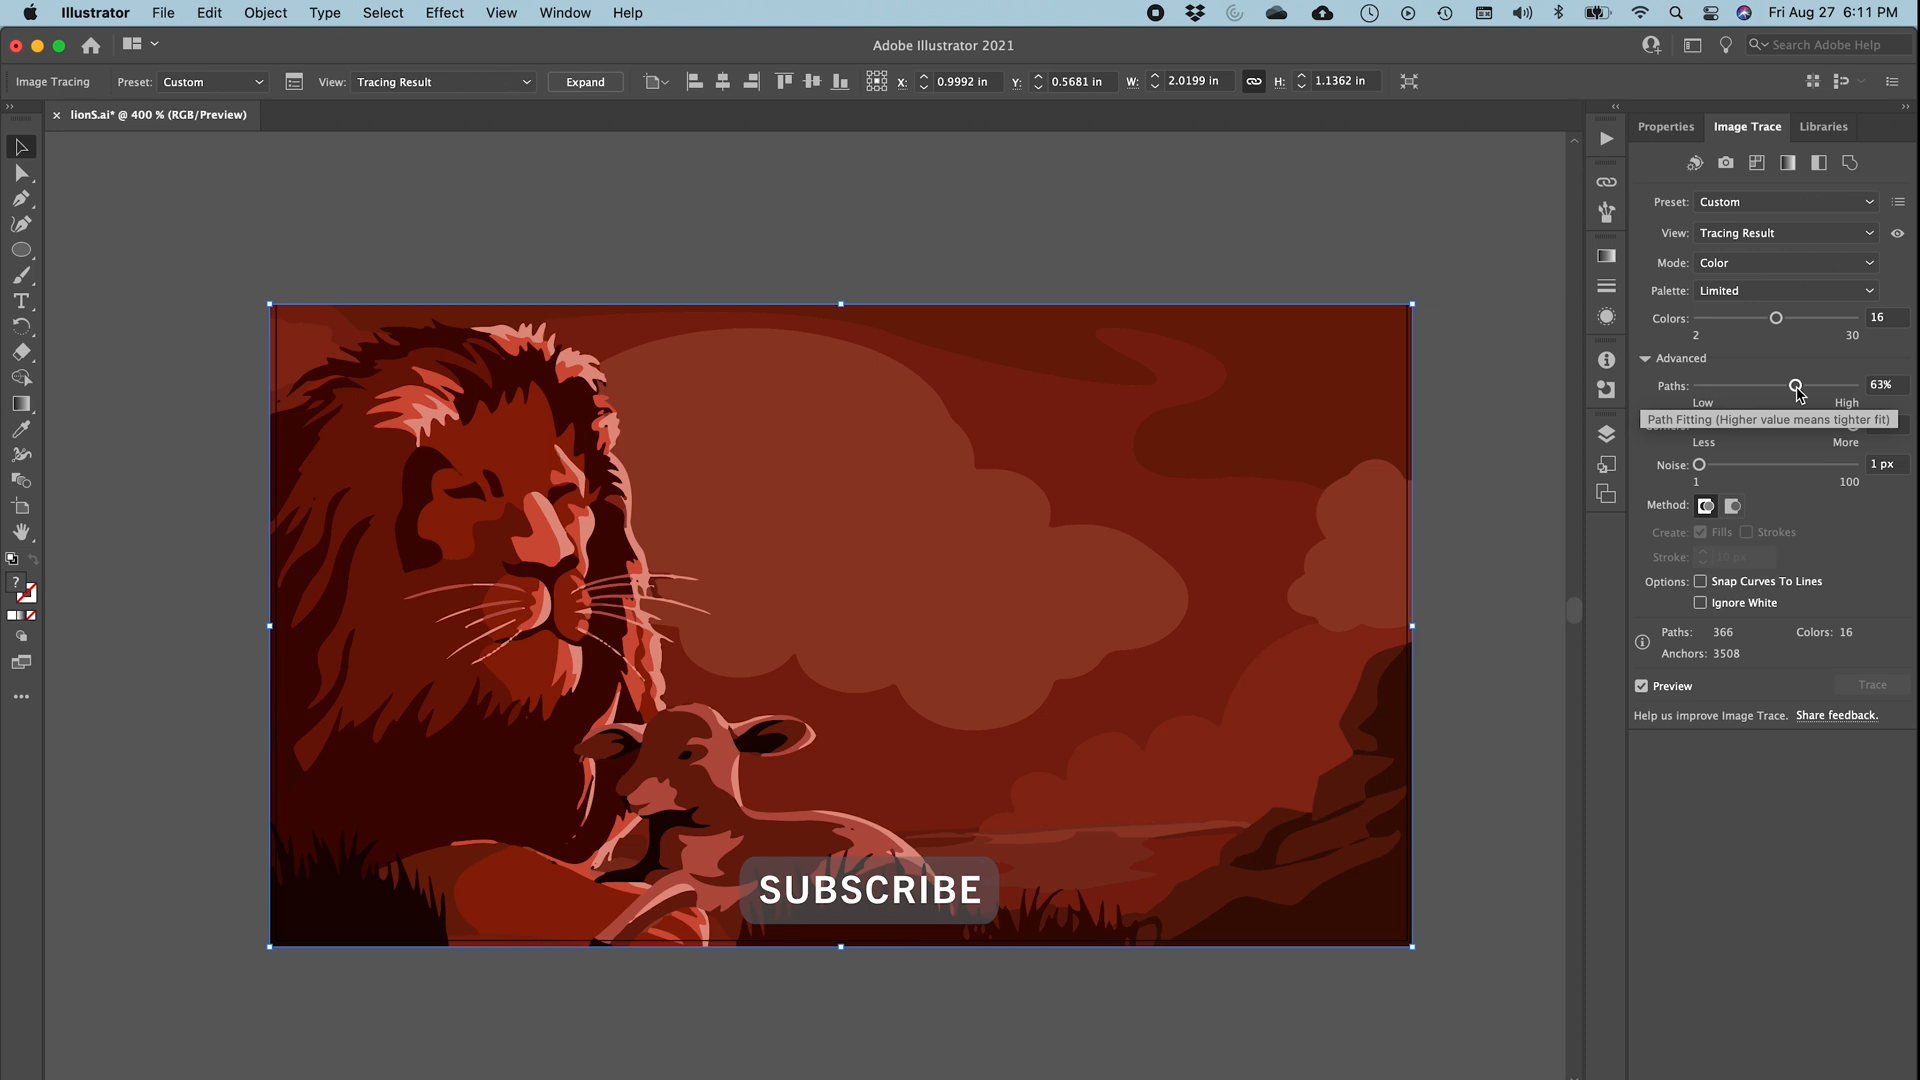 Illustrator File Edit Object Type Select Effect View Window Help
Fri Aug 27 6:11 PM
Adobe Illustrator 2021
Search Adobe Help
Image Tracing Preset: Custom View: Tracing Result Expand X: 0.9992 in Y: 0.5681 in W: 2.0199 in H: 1.1362 in
lionS.ai* @ 400 % (RGB/Preview)
Properties Image Trace Libraries
Preset: Custom
View: Tracing Result
Mode: Color
Palette: Limited
Colors: 16
2 30
Advanced
Paths: 63%
Low High
Path Fitting (Higher value means tighter fit)
Less More
Noise: 1 px
1 100
Method:
Create: Fills Strokes
Stroke: 10 px
Options: Snap Curves To Lines
Ignore White
Paths: 366 Colors: 16
Anchors: 3508
Preview Trace
Help us improve Image Trace. Share feedback.
SUBSCRIBE